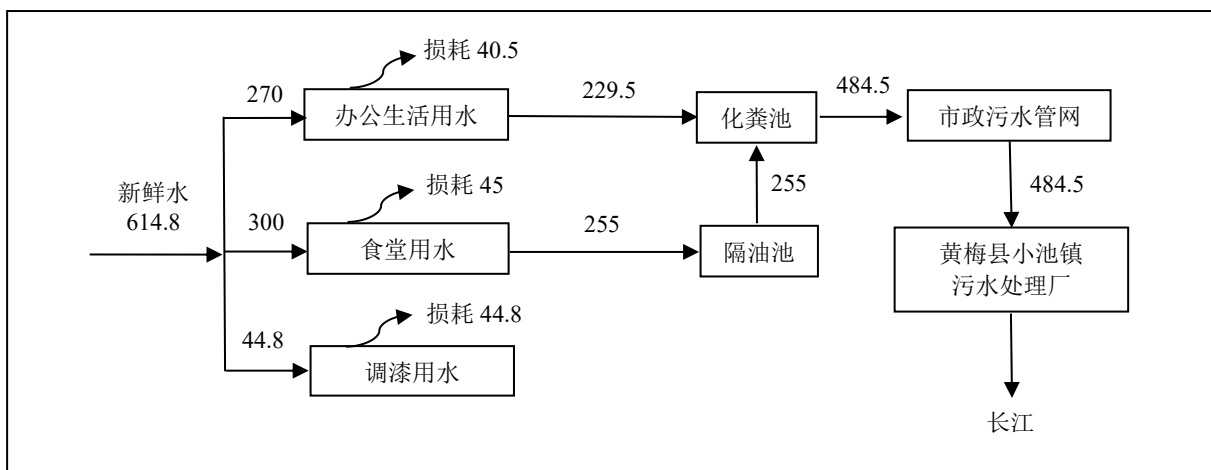 损耗 40.5
270
办公生活用水
229.5
化粪池
484.5
市政污水管网
新鲜水
614.8
损耗 45
300
食堂用水
255
隔油池
255
484.5
黄梅县小池镇
污水处理厂
损耗 44.8
44.8
调漆用水
长江